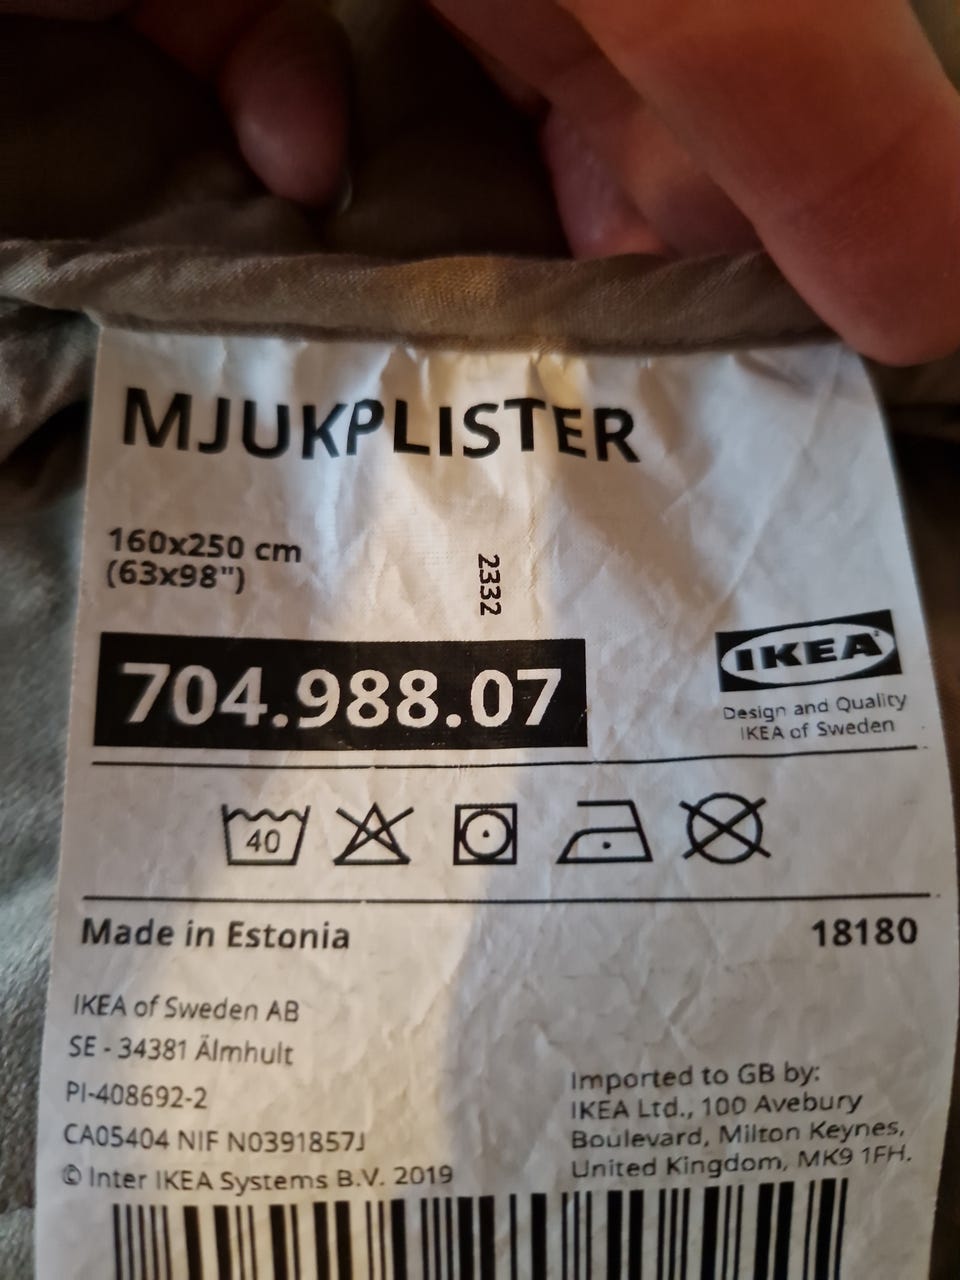 MJUKPLISTER
160x250 cm
(63x98")
2332
704.988.07
IKEA
Design and Quality
IKEA of Sweden
40
Made in Estonia
18180
IKEA of Sweden AB
SE - 34381 Älmhult
PI-408692-2
CA05404 NIF N0391857J
© Inter IKEA Systems B.V. 2019
Imported to GB by:
IKEA Ltd., 100 Avebury
Boulevard, Milton Keynes,
United Kingdom, MK9 1FH.